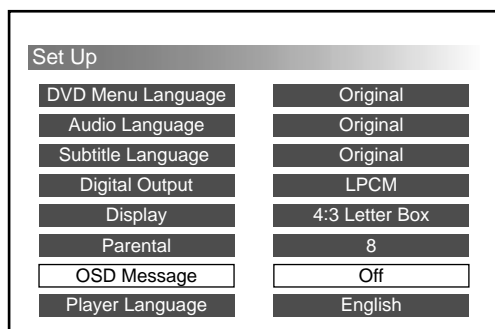 Set Up
DVD Menu Language Original
Audio Language Original
Subtitle Language Original
Digital Output LPCM
Display 4:3 Letter Box
Parental 8
OSD Message Off
Player Language English